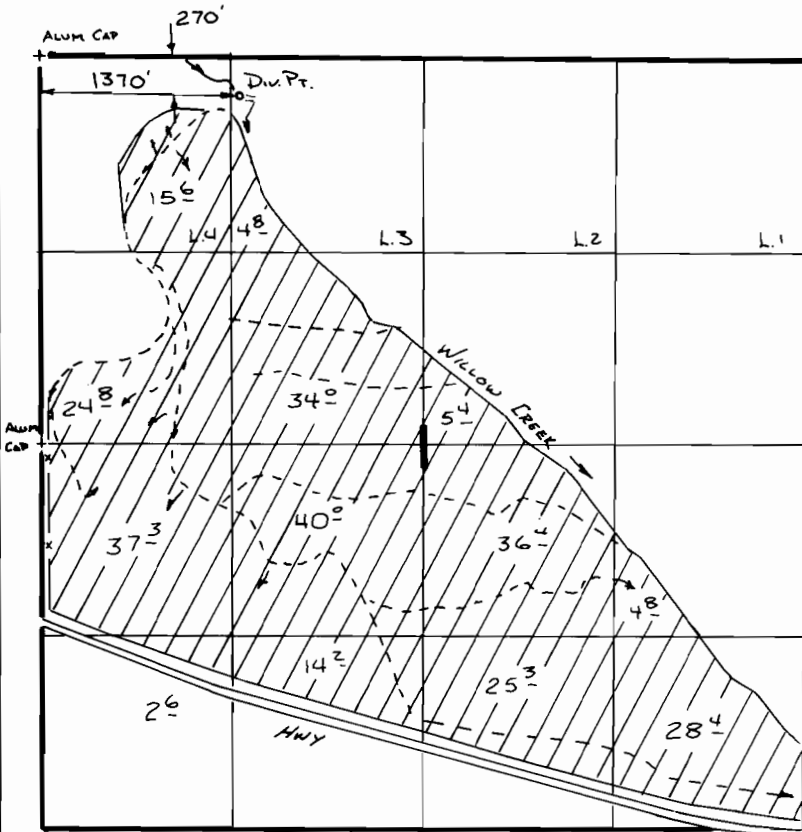 270'
ALUM CAP
1370'
DIV. PT.
15 6
L.4
4 8
L.3
L.2
L.1
WILLOW CREEK
24 8
34 0
5 4
ALUM
CAP
37 3
40 0
36 4
4 8
14 2
25 3
2 6
28 4
HWY